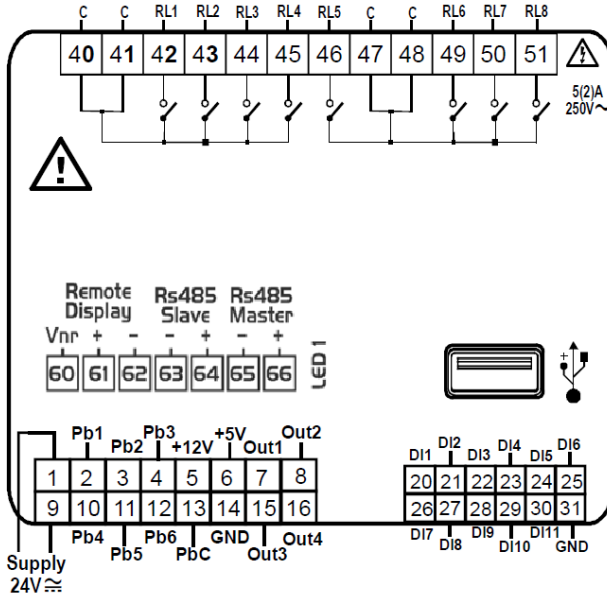 C C RL1 RL2 RL3 RL4 RL5 C C RL6 RL7 RL8
40 41 42 43 44 45 46 47 48 49 50 51
5(2)A
250V~
Remote Display Rs485 Slave Rs485 Master
Vnr + - - + - +
60 61 62 63 64 65 66
LED 1
Pb1 Pb2 Pb3 +12V +5V Out1 Out2
1 2 3 4 5 6 7 8
9 10 11 12 13 14 15 16
Pb4 Pb5 Pb6 PbC GND Out3 Out4
Supply
24V
DI1 DI2 DI3 DI4 DI5 DI6
20 21 22 23 24 25
26 27 28 29 30 31
DI7 DI8 DI9 DI10 DI11 GND